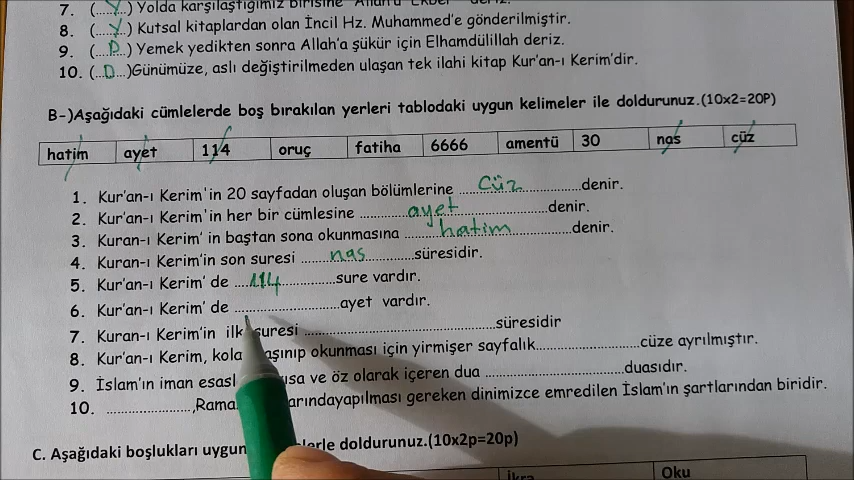 7. (....Y....) Yolda karşılaştığımız birisine "Allâh'u Ekber" deriz.
8. (....Y....) Kutsal kitaplardan olan İncil Hz. Muhammed'e gönderilmiştir.
9. (....D....) Yemek yedikten sonra Allah'a şükür için Elhamdülillah deriz.
10. (...D...)Günümüze, aslı değiştirilmeden ulaşan tek ilahi kitap Kur'an-ı Kerim'dir.
B-)Aşağıdaki cümlelerde boş bırakılan yerleri tablodaki uygun kelimeler ile doldurunuz.(10x2=20P)
hatim ayet 114 oruç fatiha 6666 amentü 30 nas cüz
1. Kur'an-ı Kerim'in 20 sayfadan oluşan bölümlerine ....cüz....denir.
2. Kur'an-ı Kerim'in her bir cümlesine ....ayet....denir.
3. Kuran-ı Kerim' in baştan sona okunmasına ....hatim....denir.
4. Kuran-ı Kerim'in son suresi ....nas....süresidir.
5. Kur'an-ı Kerim' de ....114....sure vardır.
6. Kur'an-ı Kerim' de ..............................ayet vardır.
7. Kuran-ı Kerim'in ilk suresi ..................................................süresidir
8. Kur'an-ı Kerim, kola aşınıp okunması için yirmişer sayfalık..............................cüze ayrılmıştır.
9. İslam'ın iman esasl ısa ve öz olarak içeren dua ........................................duasıdır.
10. .........................,Rama arındayapılması gereken dinimizce emredilen İslam'ın şartlarından biridir.
C. Aşağıdaki boşlukları uygun lerle doldurunuz.(10x2p=20p)
İkra Oku